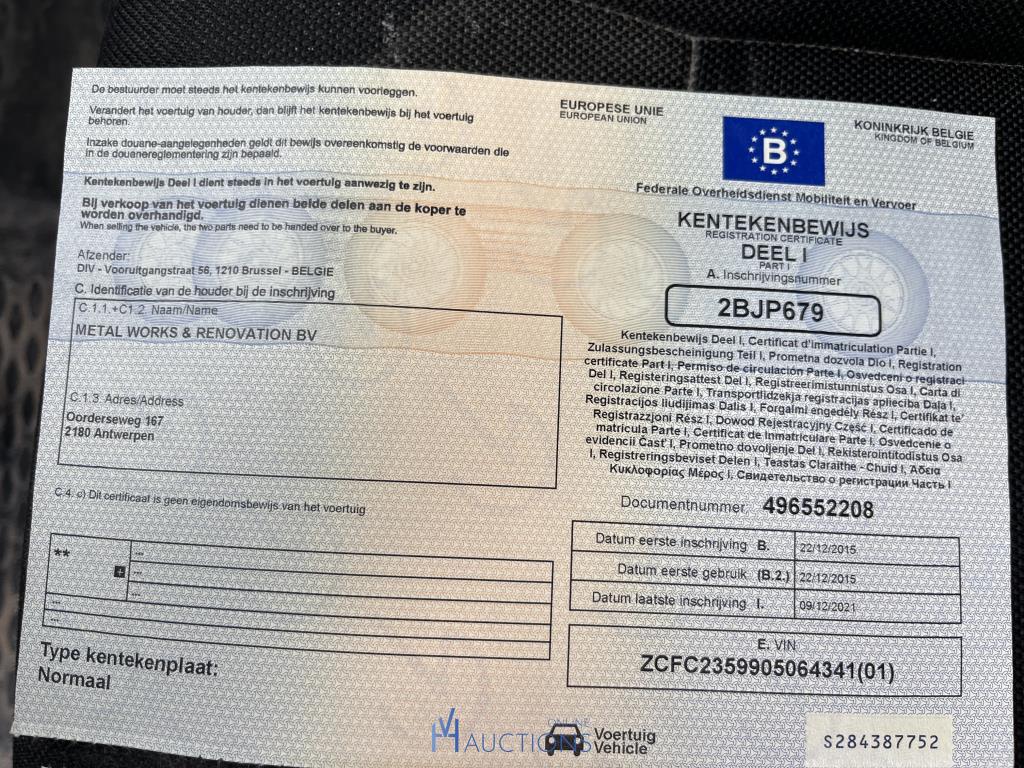 De bestuurder moet steeds het kentekenbewijs kunnen voorleggen.
Verandert het voertuig van houder, dan blijft het kentekenbewijs bij het voertuig
behoren.
Inzake douane-aangelegenheden geldt dit bewijs overeenkomstig de voorwaarden die
in de douanereglementering zijn bepaald.
Kentekenbewijs Deel I dient steeds in het voertuig aanwezig te zijn.
Bij verkoop van het voertuig dienen beide delen aan de koper te
worden overhandigd.
When selling the vehicle, the two parts need to be handed over to the buyer.
Afzender:
DIV - Vooruitgangstraat 56, 1210 Brussel - BELGIE
C. Identificatie van de houder bij de inschrijving
C.1.1.+C1.2. Naam/Name
METAL WORKS & RENOVATION BV
C.1.3. Adres/Address
Oorderseweg 167
2180 Antwerpen
C.4. c) Dit certificaat is geen eigendomsbewijs van het voertuig
** ---
+ ---
---
---
---
Type kentekenplaat:
Normaal
EUROPESE UNIE
EUROPEAN UNION
B
KONINKRIJK BELGIE
KINGDOM OF BELGIUM
Federale Overheidsdienst Mobiliteit en Vervoer
KENTEKENBEWIJS
REGISTRATION CERTIFICATE
DEEL I
PART I
A. Inschrijvingsnummer
2BJP679
Kentekenbewijs Deel I, Certificat d'immatriculation Partie I,
Zulassungsbescheinigung Teil I, Prometna dozvola Dio I, Registration
certificate Part I, Permiso de circulación Parte I, Osvedceni o registraci
Del I, Registeringsattest Del I, Registreerimistunnistus Osa I, Carta di
circolazione Parte I, Transportlidzekja registracijas aplieciba Daļa I,
Registracijos liudijimas Dalis I, Forgalmi engedély Rész I, Certifikat te'
Registrazzjoni Rész I, Dowod Rejestracyjny Część I, Certificado de
matricula Parte I, Certificat de Inmatriculare Parte I, Osvedcenie o
evidencii Časť I, Prometno dovoljenje Del I, Rekisterointitodistus Osa
I, Registreringsbeviset Delen I, Teastas Claraithe - Chuid I, Άδεια
Κυκλοφορίας Μέρος I, Свидетельство о регистрации Часть I
Documentnummer: 496552208
Datum eerste inschrijving B. 22/12/2015
Datum eerste gebruik (B.2.) 22/12/2015
Datum laatste inschrijving I. 09/12/2021
E. VIN
ZCFC2359905064341(01)
Voertuig
Vehicle
S284387752
VH ONLINE
AUCTIONS